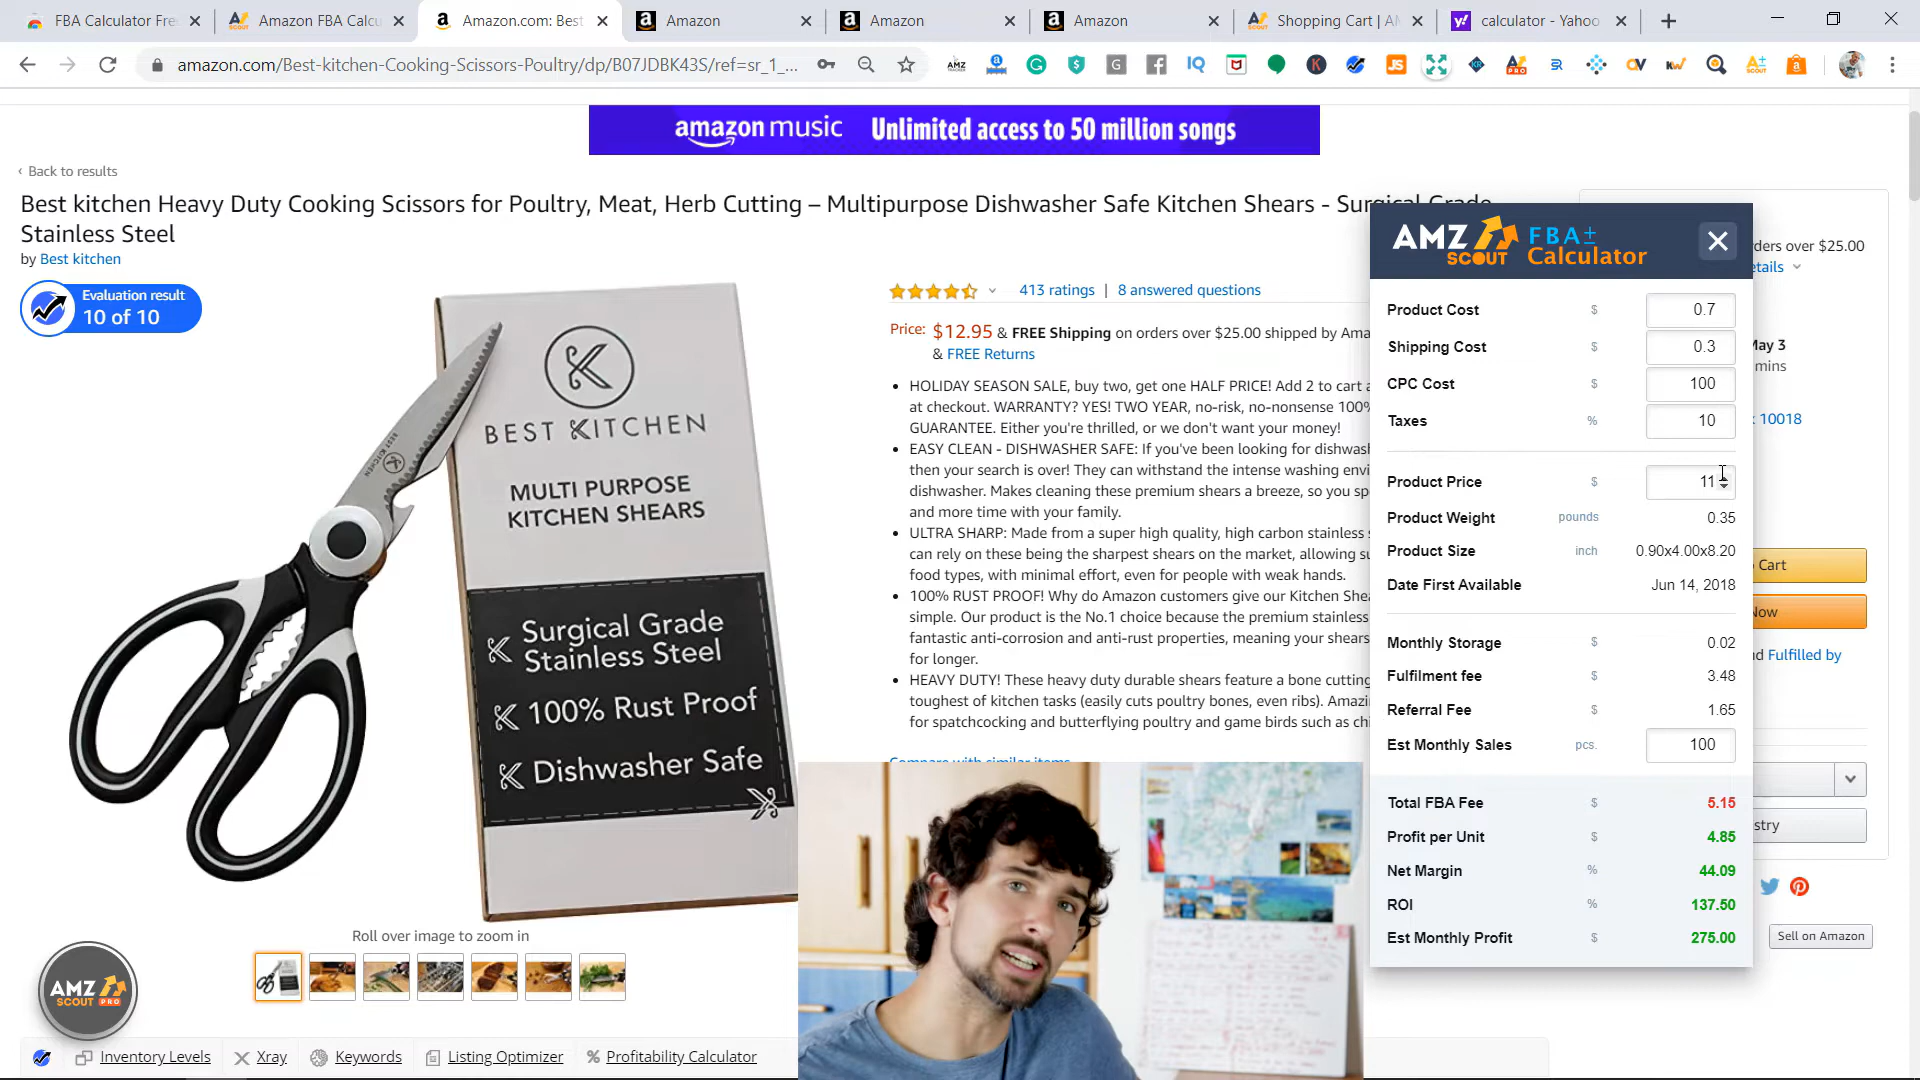 FBA Calculator Fre
Amazon FBA Calcu
Amazon.com: Best
Amazon
Amazon
Amazon
Shopping Cart | AM
calculator - Yahoo
amazon.com/Best-kitchen-Cooking-Scissors-Poultry/dp/B07JDBK43S/ref=sr_1_...
amazon music Unlimited access to 50 million songs
‹ Back to results
Best kitchen Heavy Duty Cooking Scissors for Poultry, Meat, Herb Cutting – Multipurpose Dishwasher Safe Kitchen Shears - Surgical Grade
Stainless Steel
by Best kitchen
Evaluation result
10 of 10
BEST KITCHEN
MULTI PURPOSE
KITCHEN SHEARS
Surgical Grade
Stainless Steel
100% Rust Proof
Dishwasher Safe
BEST KITCHEN
Roll over image to zoom in
413 ratings | 8 answered questions
Price: $12.95 & FREE Shipping on orders over $25.00 shipped by Ama
& FREE Returns
• HOLIDAY SEASON SALE, buy two, get one HALF PRICE! Add 2 to cart a
at checkout. WARRANTY? YES! TWO YEAR, no-risk, no-nonsense 100%
GUARANTEE. Either you're thrilled, or we don't want your money!
• EASY CLEAN - DISHWASHER SAFE: If you've been looking for dishwas
then your search is over! They can withstand the intense washing envi
dishwasher. Makes cleaning these premium shears a breeze, so you sp
and more time with your family.
• ULTRA SHARP: Made from a super high quality, high carbon stainless s
can rely on these being the sharpest shears on the market, allowing su
food types, with minimal effort, even for people with weak hands.
• 100% RUST PROOF! Why do Amazon customers give our Kitchen Shea
simple. Our product is the No.1 choice because the premium stainless
fantastic anti-corrosion and anti-rust properties, meaning your shears
for longer.
• HEAVY DUTY! These heavy duty durable shears feature a bone cutting
toughest of kitchen tasks (easily cuts poultry bones, even ribs). Amazi
for spatchcocking and butterflying poultry and game birds such as chi
Compare with similar items
AMZ SCOUT FBA± Calculator
Product Cost $ 0.7
Shipping Cost $ 0.3
CPC Cost $ 100
Taxes % 10
Product Price $ 11
Product Weight pounds 0.35
Product Size inch 0.90x4.00x8.20
Date First Available Jun 14, 2018
Monthly Storage $ 0.02
Fulfilment fee $ 3.48
Referral Fee $ 1.65
Est Monthly Sales pcs. 100
Total FBA Fee $ 5.15
Profit per Unit $ 4.85
Net Margin % 44.09
ROI % 137.50
Est Monthly Profit $ 275.00
ders over $25.00
etails
May 3
mins
10018
Cart
Now
d Fulfilled by
stry
Sell on Amazon
AMZ
SCOUT PRO
Inventory Levels
Xray
Keywords
Listing Optimizer
% Profitability Calculator